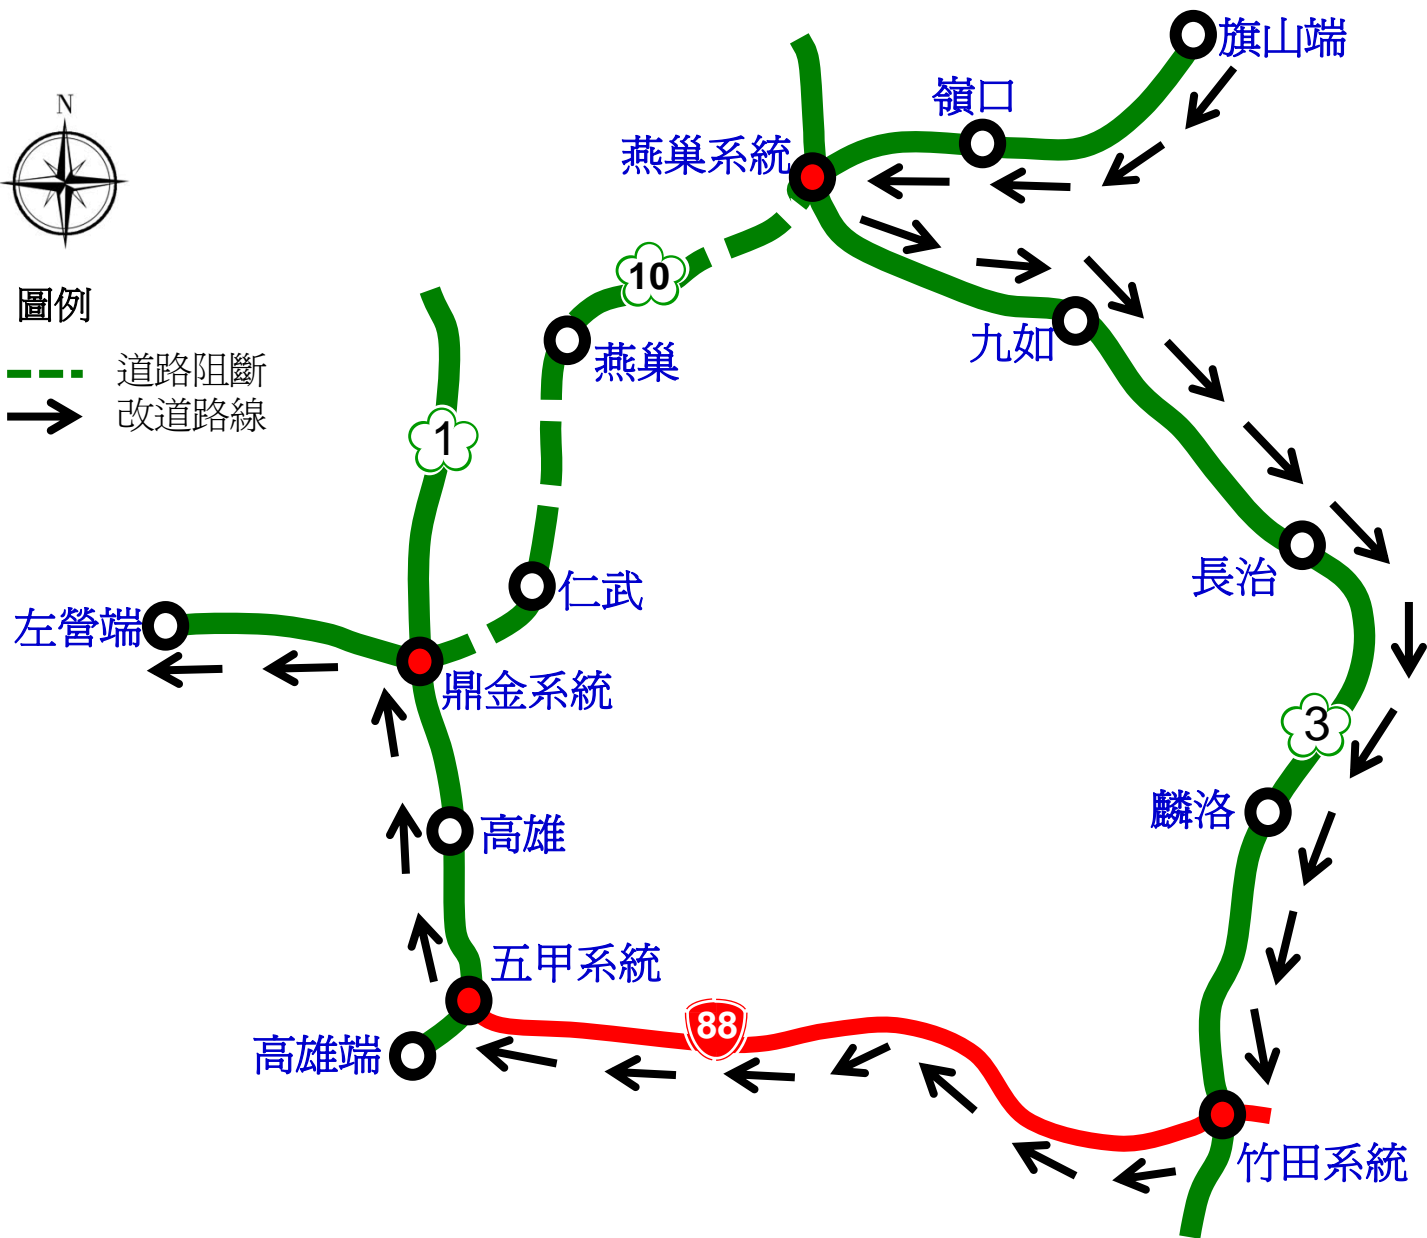 旗山端
嶺口
N
燕巢系統
10
圖例
九如
燕巢
道路阻斷
改道路線
1
長治
仁武
左營端
鼎金系統
3
麟洛
高雄
五甲系統
88
高雄端
竹田系統